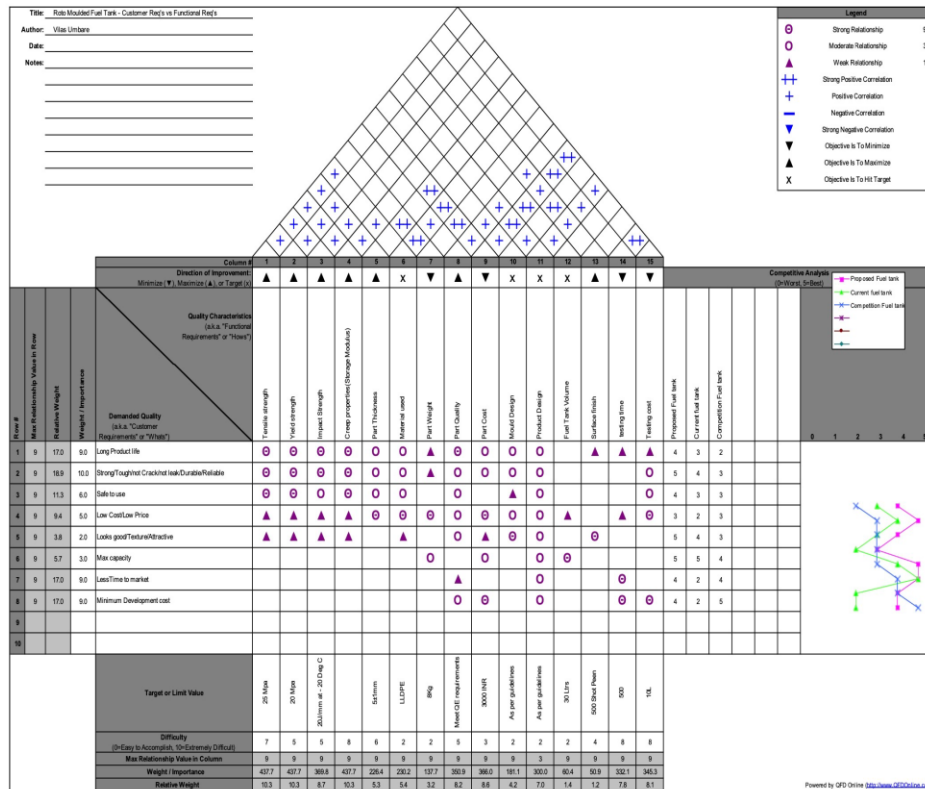 Title: Roto Moulded Fuel Tank - Customer Req's vs Functional Req's
Author: Vilas Umbare
Date:
Notes:
Legend
Strong Relationship
Moderate Relationship
Weak Relationship
Strong Positive Correlation
Positive Correlation
Negative Correlation
Strong Negative Correlation
Objective Is To Minimize
Objective Is To Maximize
Objective Is To Hit Target
Column # 1 2 3 4 5 6 7 8 9 10 11 12 13 14 15
Direction of Improvement:
Minimize (▼), Maximize (▲), or Target (x) ▲ ▲ ▲ ▲ ▲ X ▼ ▲ ▼ X X X ▲ ▼ ▼
Competitive Analysis
(0=Worst, 5=Best)
Proposed Fuel tank
Current fuel tank
Competition Fuel tank
Row #
Max Relationship Value in Row
Relative Weight
Weight / Importance
Quality Characteristics
(a.k.a. "Functional
Requirements" or "Hows")
Demanded Quality
(a.k.a. "Customer
Requirements" or "Whats")
Tensile strength
Yield strength
Impact Strength
Creep properties(Storage Modulus)
Part Thickness
Material used
Part Weight
Part Quality
Part Cost
Mould Design
Product Design
Fuel Tank Volume
Surface finish
testing time
Testing cost
Proposed Fuel tank
Current fuel tank
Competition Fuel tank
0 1 2 3 4
1 9 17.0 9.0 Long Product life 4 3 2
2 9 18.9 10.0 Strong/Tough/not Crack/not leak/Durable/Reliable 5 4 3
3 9 11.3 6.0 Safe to use 4 3 3
4 9 9.4 5.0 Low Cost/Low Price 3 2 3
5 9 3.8 2.0 Looks good/Texture/Attractive 5 4 3
6 9 5.7 3.0 Max capacity 5 5 4
7 9 17.0 9.0 LessTime to market 4 2 4
8 9 17.0 9.0 Minimum Development cost 4 2 5
9
10
Target or Limit Value
25 Mpa
20 Mpa
20J/mm at - 20 Deg C
5±1mm
LLDPE
8Kg
Meet QE requirements
3000 INR
As per guidelines
As per guidelines
30 Ltrs
500 Shot Peen
500
10L
Difficulty
(0=Easy to Accomplish, 10=Extremely Difficult) 7 5 5 8 6 2 2 5 3 2 2 2 4 8 8
Max Relationship Value in Column 9 9 9 9 9 9 9 9 9 9 3 9 9 9 9
Weight / Importance 437.7 437.7 369.8 437.7 226.4 230.2 137.7 350.9 366.0 181.1 300.0 60.4 50.9 332.1 345.3
Relative Weight 10.3 10.3 8.7 10.3 5.3 5.4 3.2 8.2 8.6 4.2 7.0 1.4 1.2 7.8 8.1
Powered by QFD Online